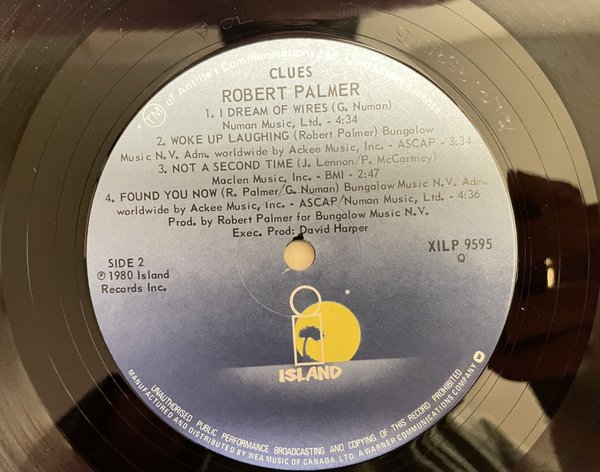 TM of Antilles Communications
CLUES
ROBERT PALMER
1. I DREAM OF WIRES (G. Numan)
Numan Music, Ltd. - 4:34
2. WOKE UP LAUGHING (Robert Palmer) Bungalow
Music N.V. Adm. worldwide by Ackee Music, Inc. - ASCAP - 3:34
3. NOT A SECOND TIME (J. Lennon/P. McCartney)
Maclen Music, Inc. - BMI - 2:47
4. FOUND YOU NOW (R. Palmer/G. Numan) Bungalow Music N.V. Adm.
worldwide by Ackee Music, Inc. - ASCAP/Numan Music, Ltd. - 4:36
Prod. by Robert Palmer for Bungolow Music N.V.
Exec. Prod: David Harper
SIDE 2
℗ 1980 Island
Records Inc.
XILP 9595
Q
*
ISLAND
UNAUTHORISED PUBLIC PERFORMANCE BROADCASTING AND COPYING OF THIS RECORD PROHIBITED
MANUFACTURED AND DISTRIBUTED BY WEA MUSIC OF CANADA, LTD. A WARNER COMMUNICATIONS COMPANY